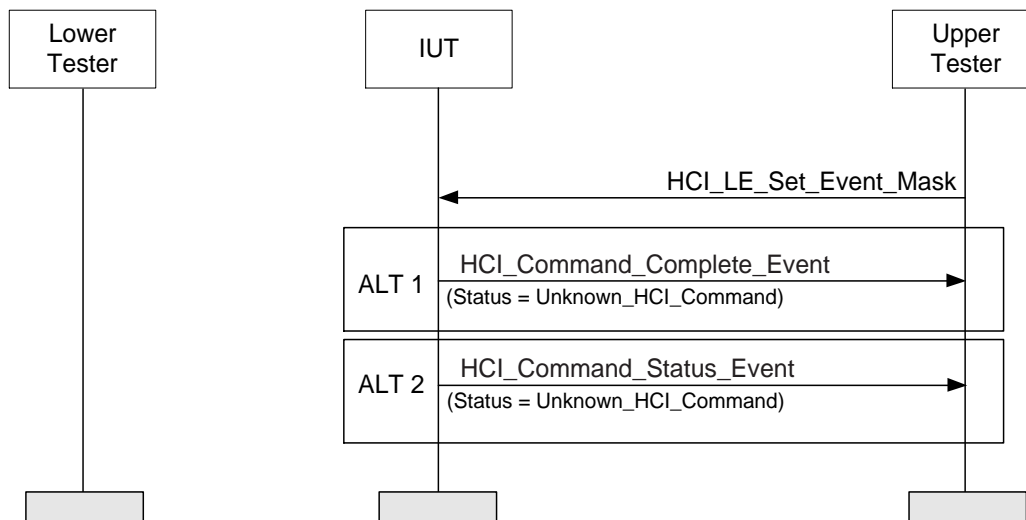 Lower
Tester
IUT
Upper
Tester
HCI_LE_Set_Event_Mask
ALT 1
HCI_Command_Complete_Event
(Status = Unknown_HCI_Command)
ALT 2
HCI_Command_Status_Event
(Status = Unknown_HCI_Command)